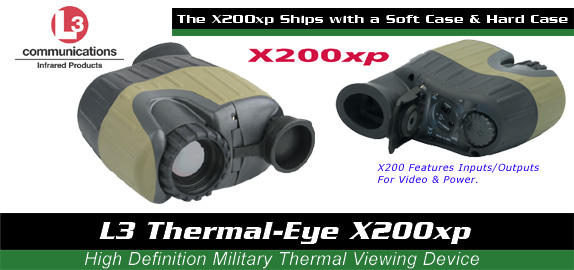 The X200xp Ships with a Soft Case & Hard Case
L3
communications
Infrared Products
X200xp
X200 Features Inputs/Outputs
For Video & Power.
L3 Thermal-Eye X200xp
High Definition Military Thermal Viewing Device